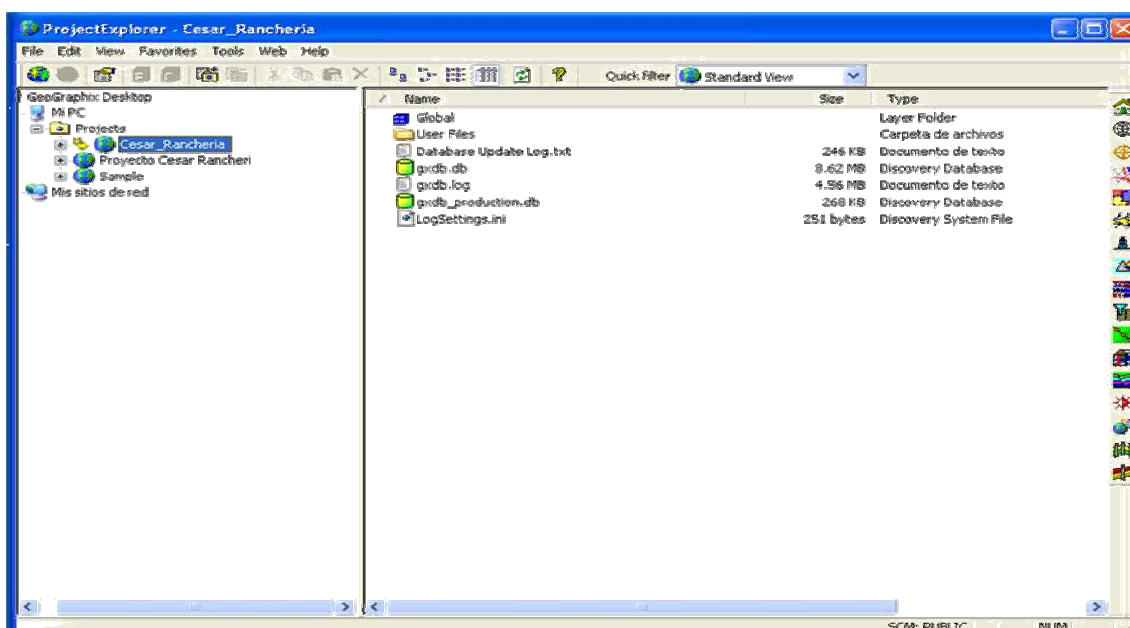 ProjectExplorer - Cesar_Rancheria
File Edit View Favorites Tools Web Help
Quick Filter Standard View
GeoGraphix Desktop
Mi PC
Projects
Cesar_Rancheria
Proyecto Cesar Rancheri
Sample
Mis sitios de red
Name Size Type
Global Layer Folder
User Files Carpeta de archivos
Database Update Log.txt 246 KB Documento de texto
gxdb.db 8.62 MB Discovery Database
gxdb.log 4.56 MB Documento de texto
gxdb_production.db 268 KB Discovery Database
LogSettings.ini 251 bytes Discovery System File
SCM: PUBLIC NUM